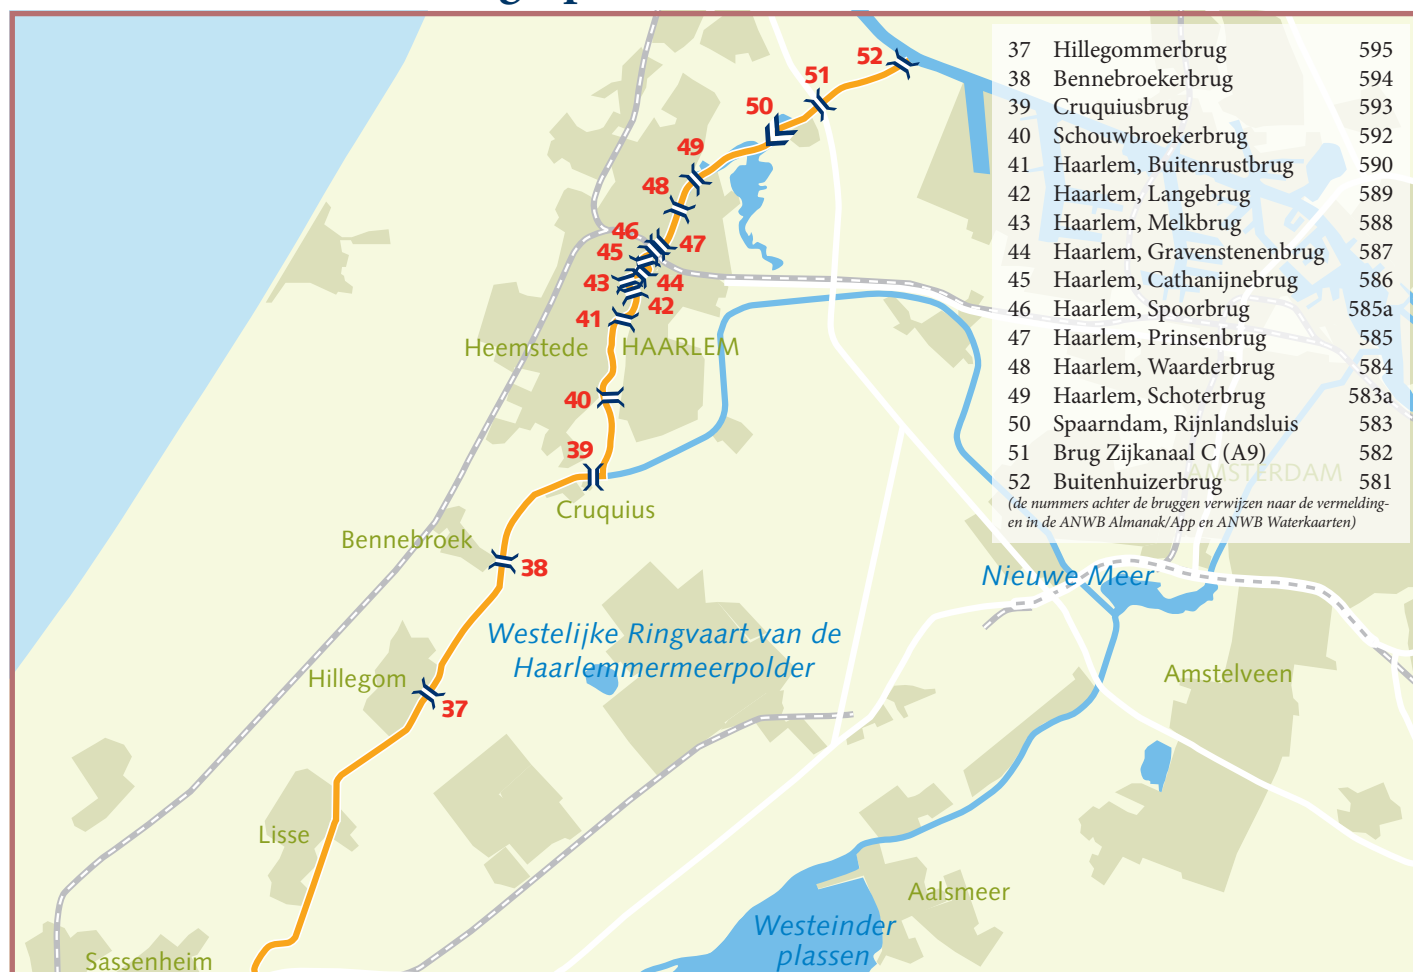 52
51
50
49
48
46
47
45
43
44
42
41
40
39
38
37
37 Hillegommerbrug 595
38 Bennebroekerbrug 594
39 Cruquiusbrug 593
40 Schouwbroekerbrug 592
41 Haarlem, Buitenrustbrug 590
42 Haarlem, Langebrug 589
43 Haarlem, Melkbrug 588
44 Haarlem, Gravenstenenbrug 587
45 Haarlem, Cathanijnebrug 586
46 Haarlem, Spoorbrug 585a
47 Haarlem, Prinsenbrug 585
48 Haarlem, Waarderbrug 584
49 Haarlem, Schoterbrug 583a
50 Spaarndam, Rijnlandsluis 583
51 Brug Zijkanaal C (A9) 582
52 Buitenhuizerbrug 581
(de nummers achter de bruggen verwijzen naar de vermelding-
en in de ANWB Almanak/App en ANWB Waterkaarten)
AMSTERDAM
Heemstede
HAARLEM
Cruquius
Bennebroek
Nieuwe Meer
Westelijke Ringvaart van de
Haarlemmermeerpolder
Hillegom
Amstelveen
Lisse
Aalsmeer
Westeinder
plassen
Sassenheim